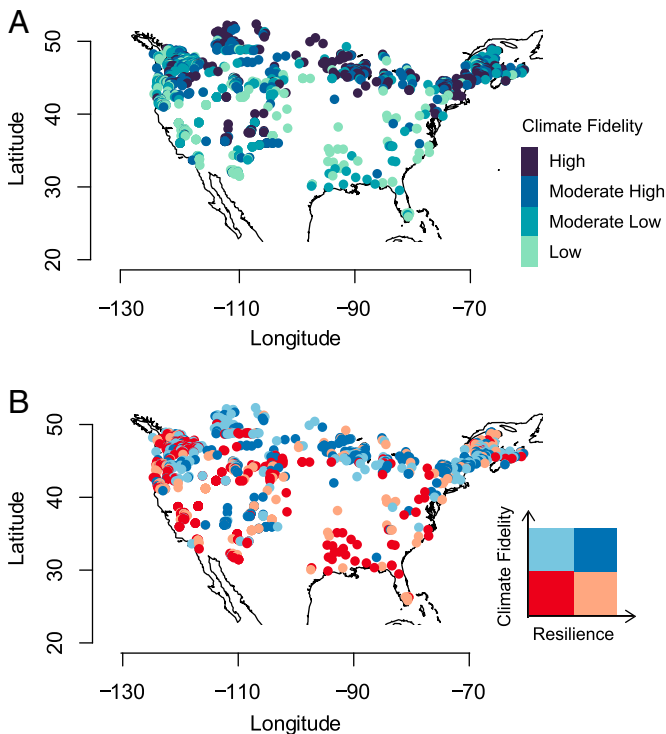 A
Latitude
50
40
30
20
−130
−110
−90
−70
Longitude
Climate Fidelity
High
Moderate High
Moderate Low
Low
B
Latitude
50
40
30
20
−130
−110
−90
−70
Longitude
Climate Fidelity
Resilience